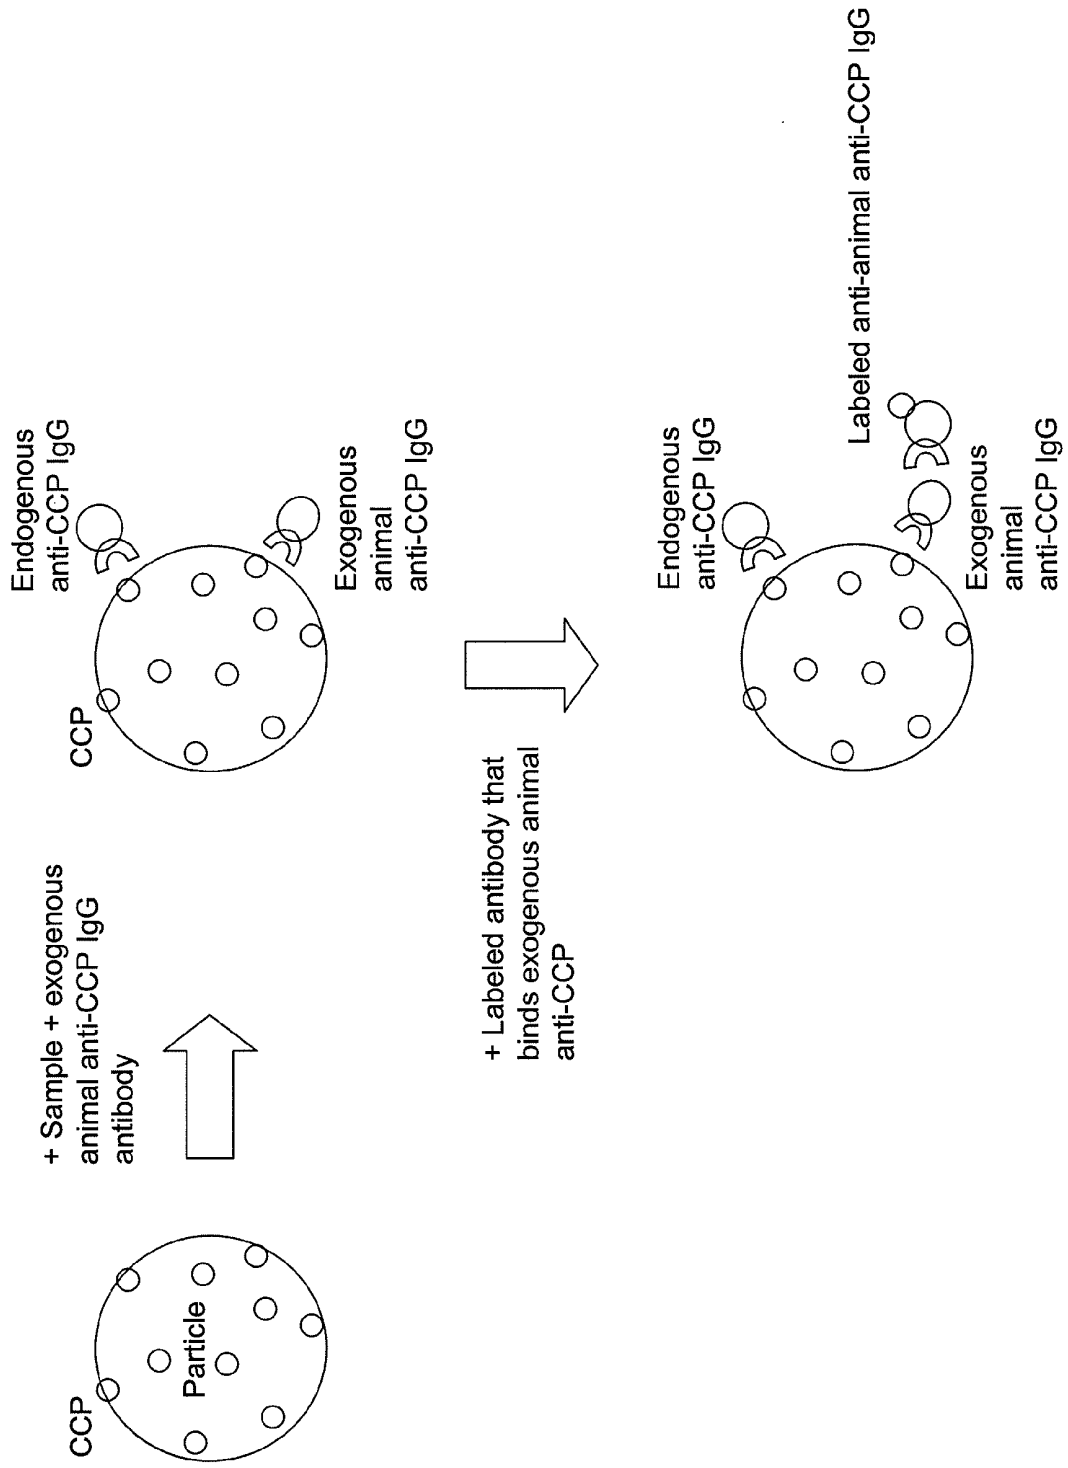 CCP
Particle
+ Sample + exogenous
animal anti-CCP IgG
antibody
CCP
Endogenous
anti-CCP IgG
Exogenous
animal
anti-CCP IgG
+ Labeled antibody that
binds exogenous animal
anti-CCP
Endogenous
anti-CCP IgG
Labeled anti-animal anti-CCP IgG
Exogenous
animal
anti-CCP IgG